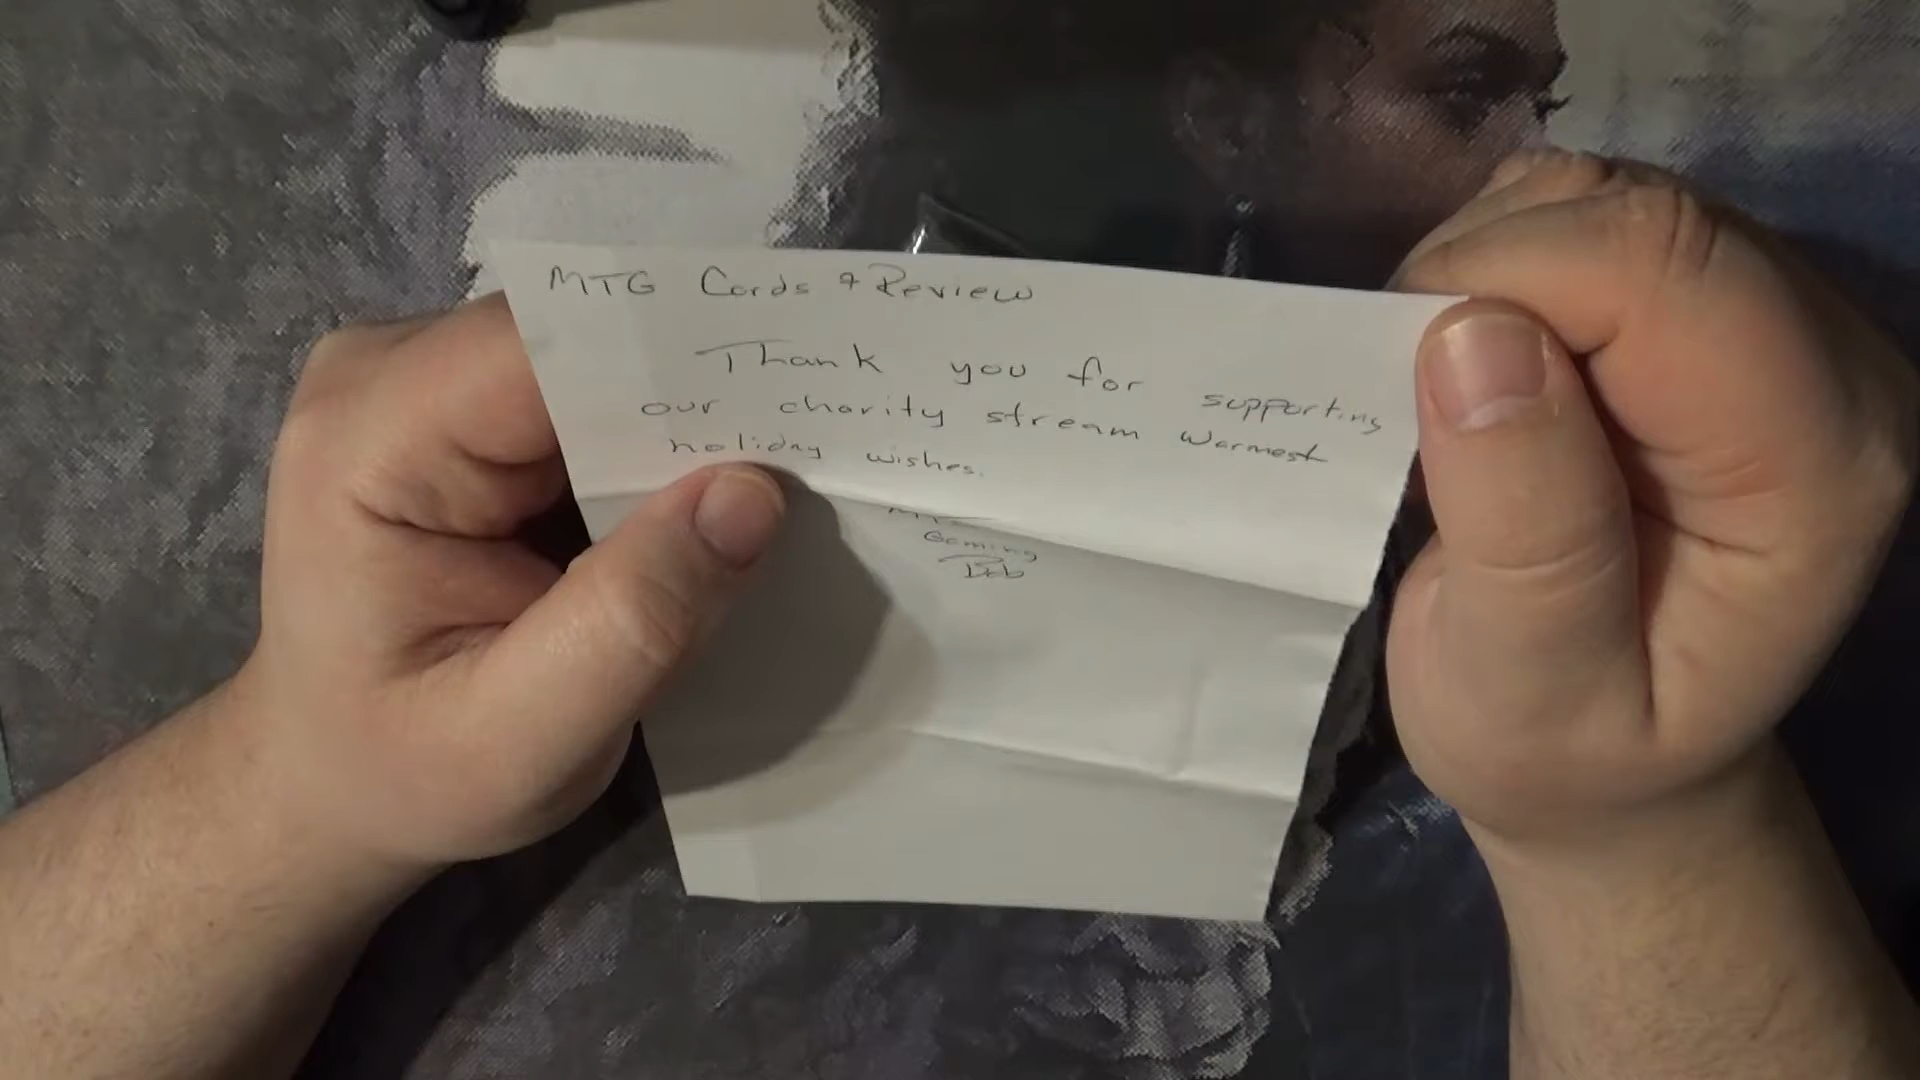 MTG Cards & Review
Thank you for supporting
our charity stream Warmest
holiday wishes.
Gaming